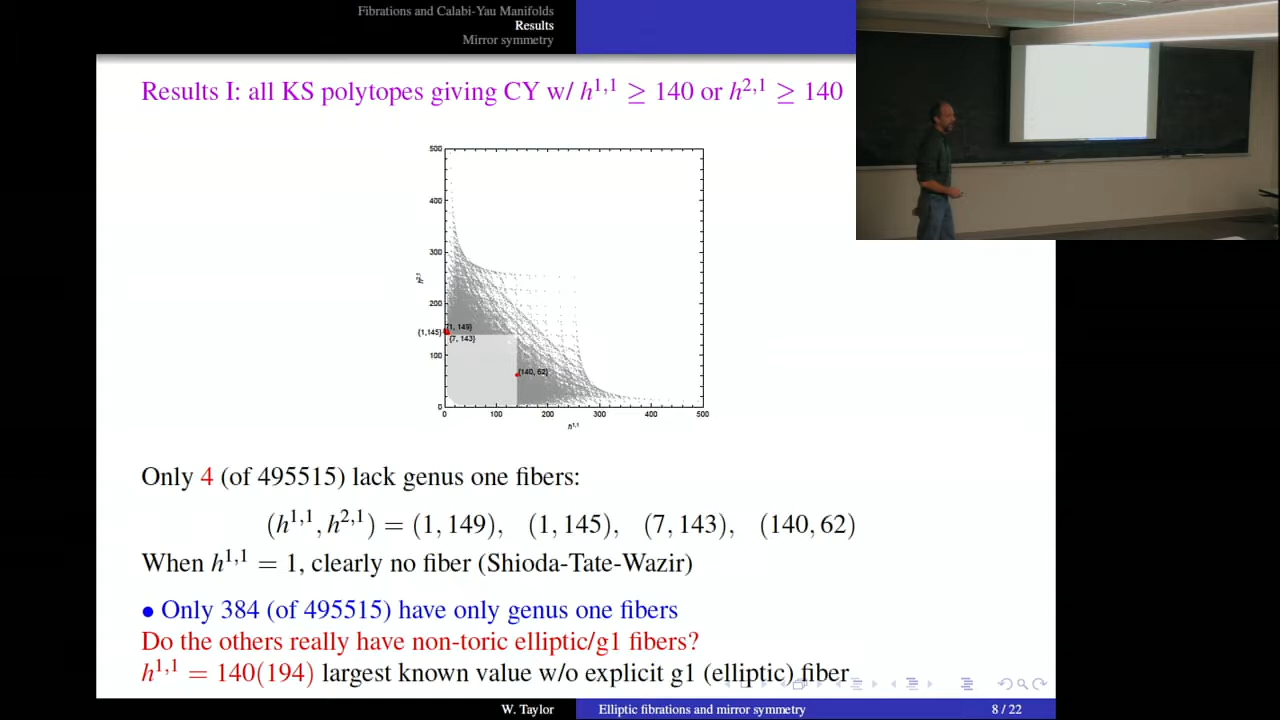 Fibrations and Calabi-Yau Manifolds
Results
Mirror symmetry
Results I: all KS polytopes giving CY w/ h^{1,1} ≥ 140 or h^{2,1} ≥ 140
500
400
300
200
100
0
h^{2,1}
{1,145}
{1, 149}
{7, 143}
{140, 62}
0 100 200 300 400 500
h^{1,1}
Only 4 (of 495515) lack genus one fibers:
(h^{1,1}, h^{2,1}) = (1, 149), (1, 145), (7, 143), (140, 62)
When h^{1,1} = 1, clearly no fiber (Shioda-Tate-Wazir)
• Only 384 (of 495515) have only genus one fibers
Do the others really have non-toric elliptic/g1 fibers?
h^{1,1} = 140(194) largest known value w/o explicit g1 (elliptic) fiber
W. Taylor Elliptic fibrations and mirror symmetry 8 / 22